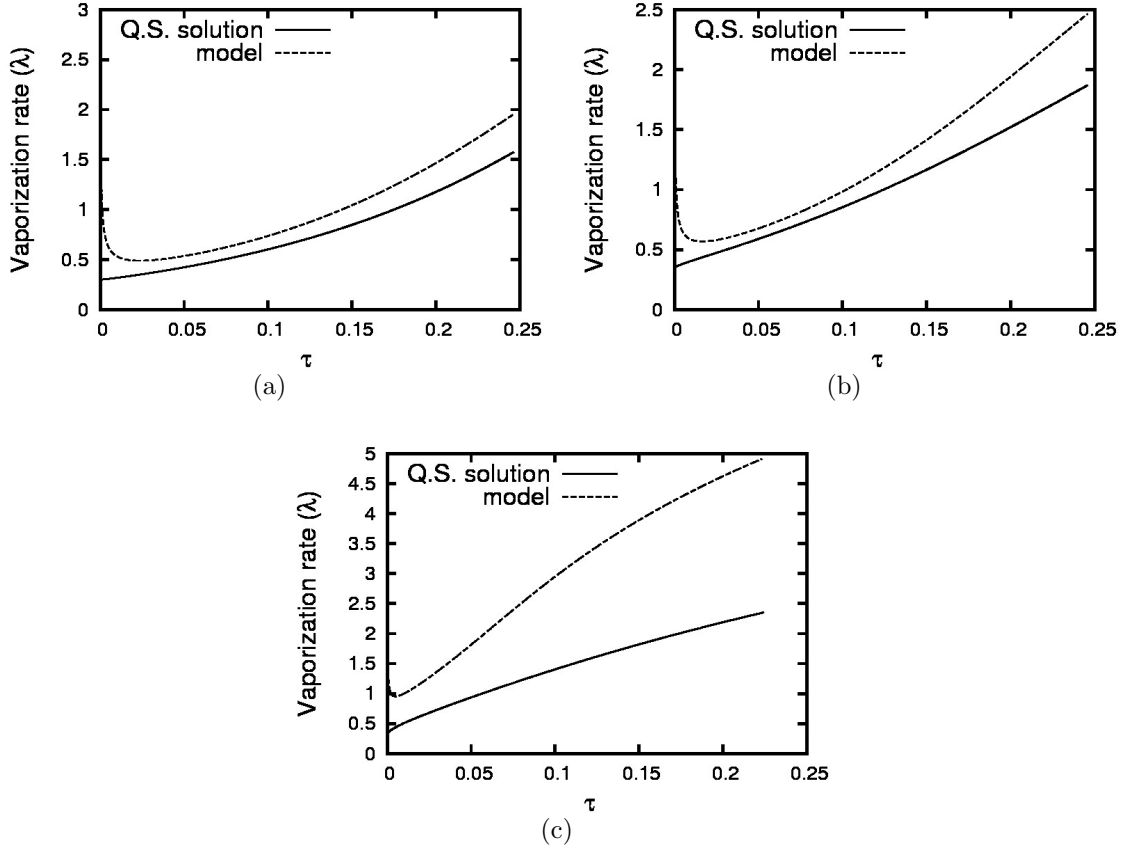 3
2.5
2
1.5
1
0.5
0
Vaporization rate (λ)
Q.S. solution
model
0 0.05 0.1 0.15 0.2 0.25
τ
(a)
2.5
2
1.5
1
0.5
0
Vaporization rate (λ)
Q.S. solution
model
0 0.05 0.1 0.15 0.2 0.25
τ
(b)
5
4.5
4
3.5
3
2.5
2
1.5
1
0.5
0
Vaporization rate (λ)
Q.S. solution
model
0 0.05 0.1 0.15 0.2 0.25
τ
(c)